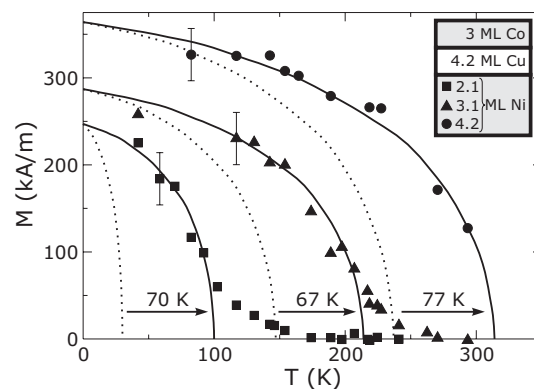 3 ML Co
4.2 ML Cu
2.1
3.1 ML Ni
4.2
M (kA/m)
300
200
100
0
70 K
67 K
77 K
0 100 200 300
T (K)